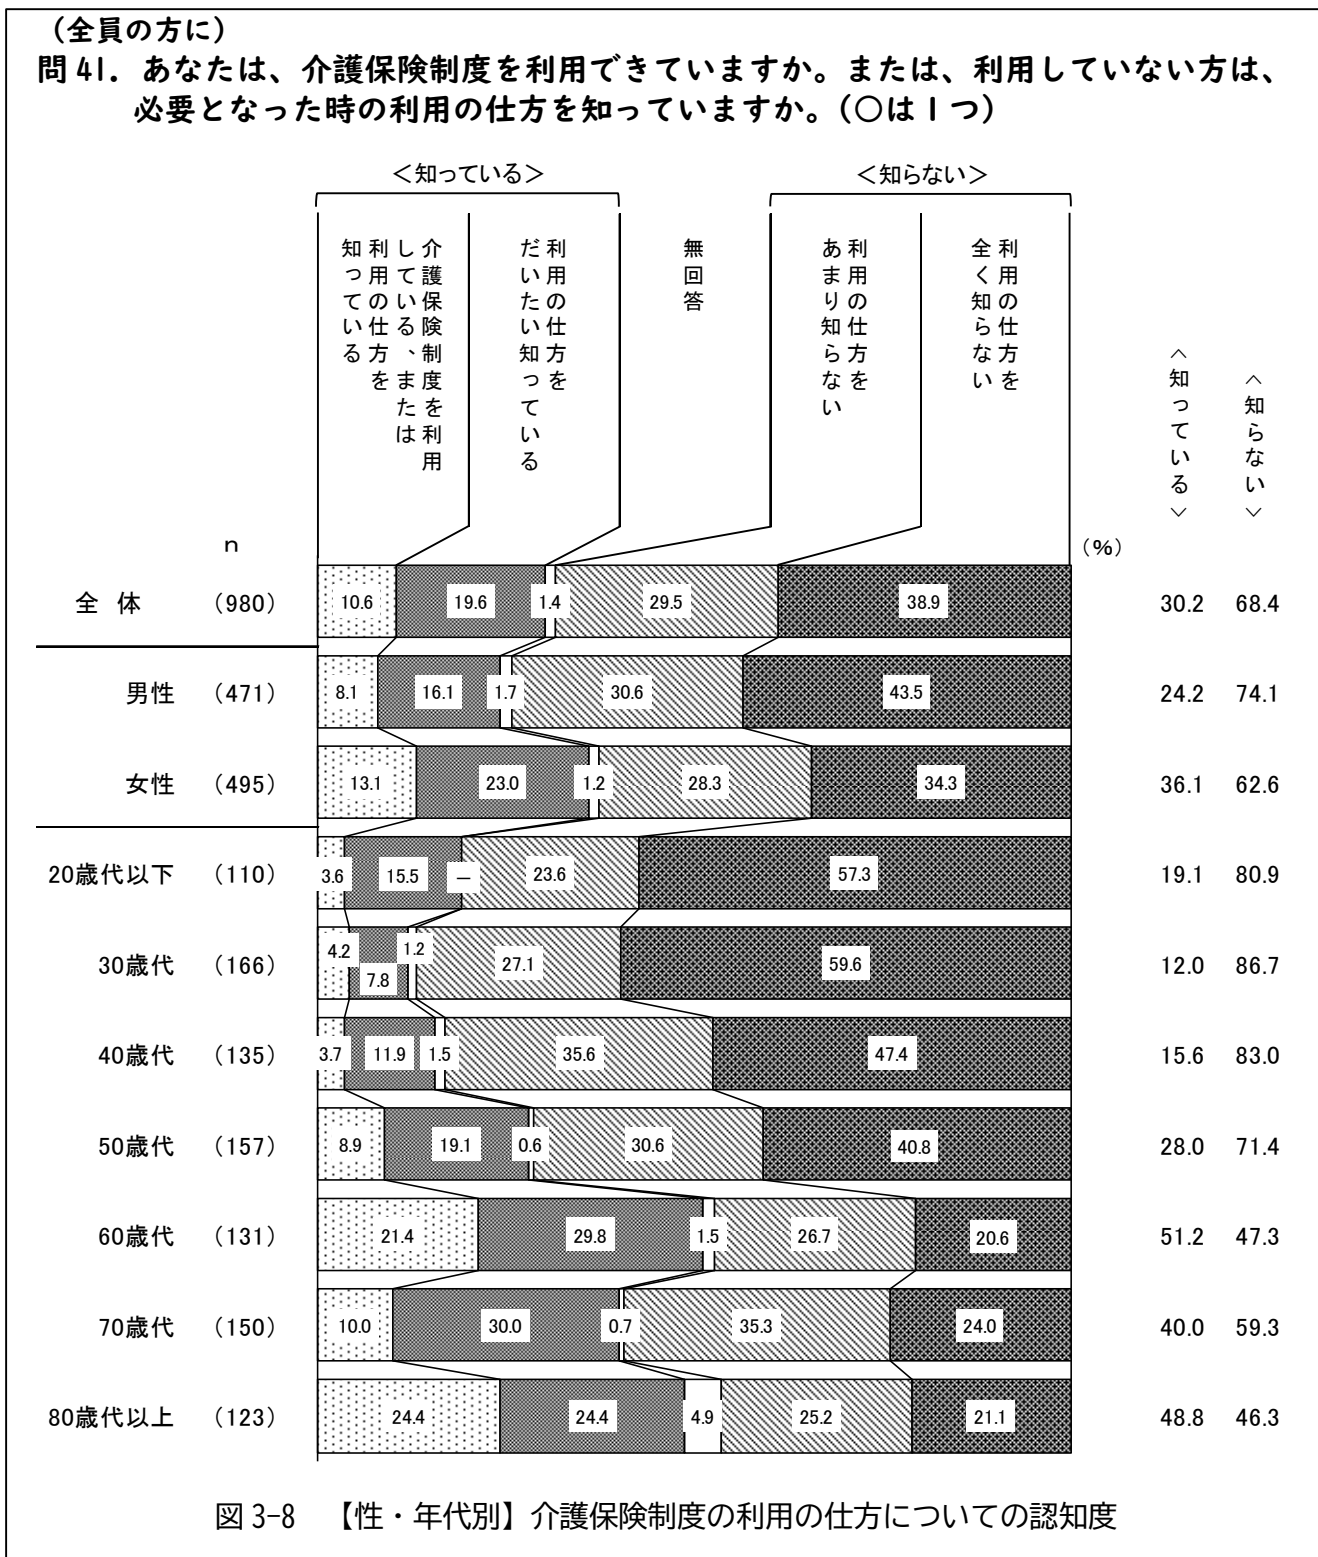 （全員の方に）
問41．あなたは、介護保険制度を利用できていますか。または、利用していない方は、
必要となった時の利用の仕方を知っていますか。（○は1つ）
＜知っている＞ ＜知らない＞
介護保険制度を利用
している、または
利用の仕方を
知っている
利用の仕方を
だいたい知っている
無回答
利用の仕方を
あまり知らない
利用の仕方を
全く知らない
＜知っている＞
＜知らない＞
n （％）
全 体 （980） 10.6 19.6 1.4 29.5 38.9 30.2 68.4
男性 （471） 8.1 16.1 1.7 30.6 43.5 24.2 74.1
女性 （495） 13.1 23.0 1.2 28.3 34.3 36.1 62.6
20歳代以下 （110） 3.6 15.5 － 23.6 57.3 19.1 80.9
30歳代 （166） 4.2 7.8 1.2 27.1 59.6 12.0 86.7
40歳代 （135） 3.7 11.9 1.5 35.6 47.4 15.6 83.0
50歳代 （157） 8.9 19.1 0.6 30.6 40.8 28.0 71.4
60歳代 （131） 21.4 29.8 1.5 26.7 20.6 51.2 47.3
70歳代 （150） 10.0 30.0 0.7 35.3 24.0 40.0 59.3
80歳代以上 （123） 24.4 24.4 4.9 25.2 21.1 48.8 46.3
図3-8 【性・年代別】介護保険制度の利用の仕方についての認知度